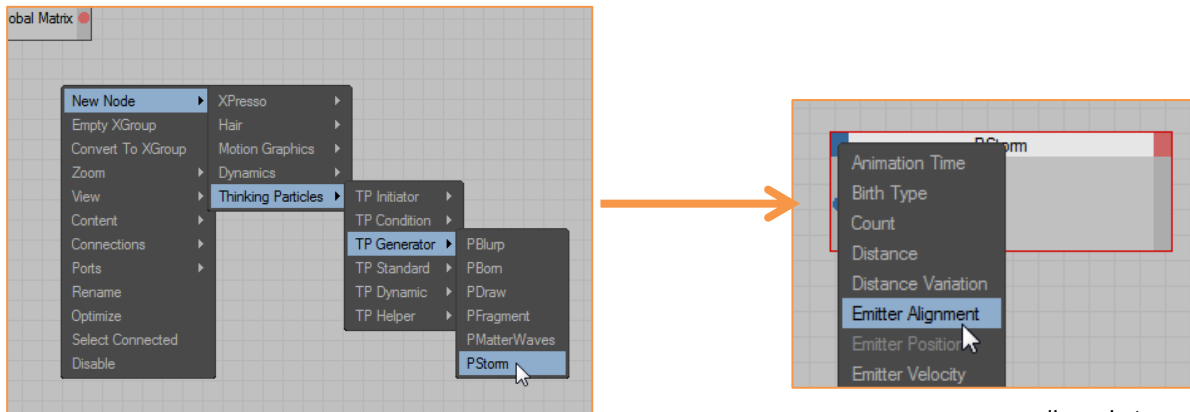 obal Matrix
New Node
Empty XGroup
Convert To XGroup
Zoom
View
Content
Connections
Ports
Rename
Optimize
Select Connected
Disable
XPresso
Hair
Motion Graphics
Dynamics
Thinking Particles
TP Initiator
TP Condition
TP Generator
TP Standard
TP Dynamic
TP Helper
PBlurp
PBorn
PDraw
PFragment
PMatterWaves
PStorm
PStorm
Animation Time
Birth Type
Count
Distance
Distance Variation
Emitter Alignment
Emitter Position
Emitter Velocity